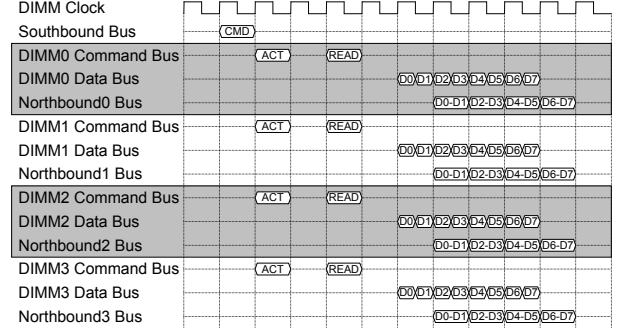 DIMM Clock
Southbound Bus CMD
DIMM0 Command Bus ACT READ
DIMM0 Data Bus D0 D1 D2 D3 D4 D5 D6 D7
Northbound0 Bus D0-D1 D2-D3 D4-D5 D6-D7
DIMM1 Command Bus ACT READ
DIMM1 Data Bus D0 D1 D2 D3 D4 D5 D6 D7
Northbound1 Bus D0-D1 D2-D3 D4-D5 D6-D7
DIMM2 Command Bus ACT READ
DIMM2 Data Bus D0 D1 D2 D3 D4 D5 D6 D7
Northbound2 Bus D0-D1 D2-D3 D4-D5 D6-D7
DIMM3 Command Bus ACT READ
DIMM3 Data Bus D0 D1 D2 D3 D4 D5 D6 D7
Northbound3 Bus D0-D1 D2-D3 D4-D5 D6-D7